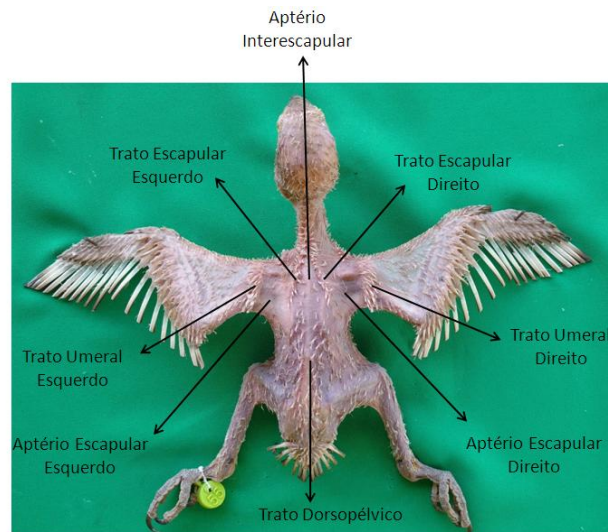 Aptério
Interescapular
Trato Escapular
Esquerdo
Trato Escapular
Direito
Trato Umeral
Esquerdo
Trato Umeral
Direito
Aptério Escapular
Esquerdo
Aptério Escapular
Direito
Trato Dorsopélvico